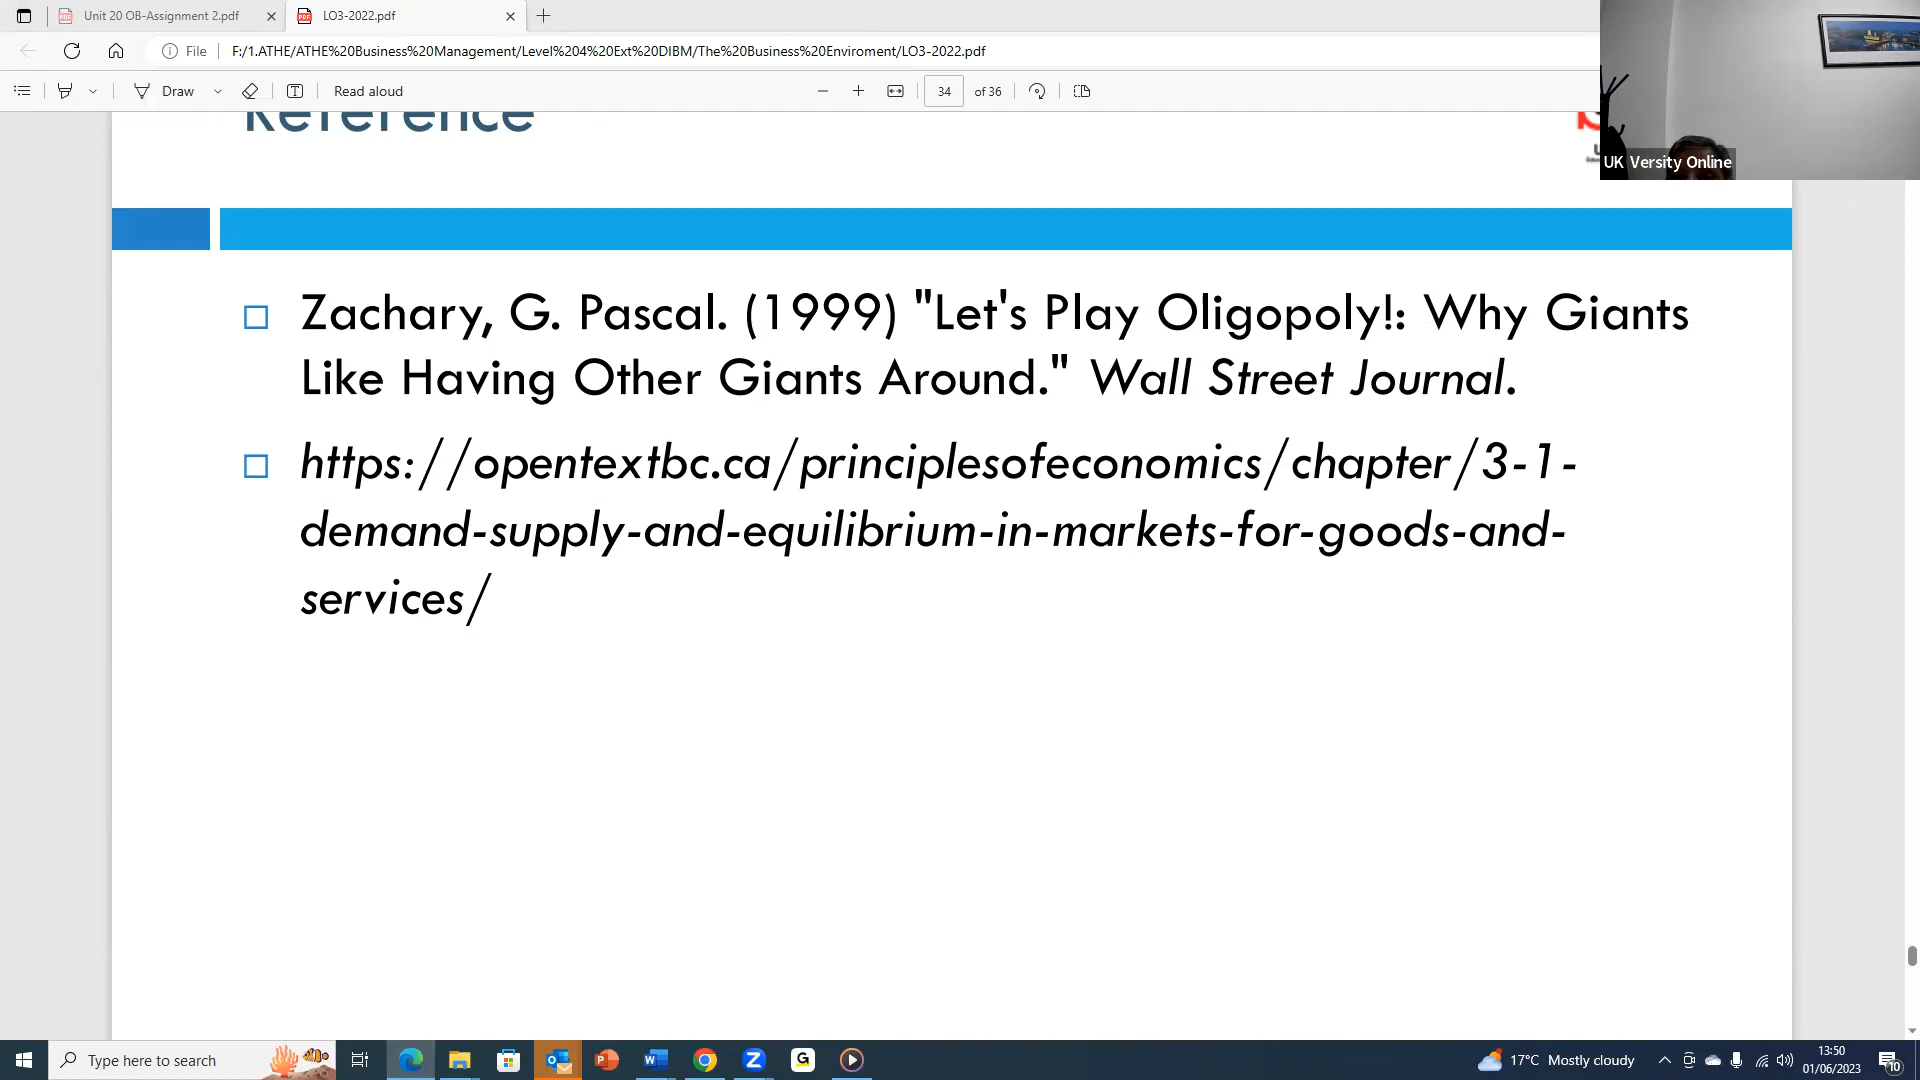 Unit 20 OB-Assignment 2.pdf
LO3-2022.pdf
File
F:/1.ATHE/ATHE%20Business%20Management/Level%204%20Ext%20DIBM/The%20Business%20Enviroment/LO3-2022.pdf
Draw
Read aloud
34 of 36
Reference
UK Versity Online
Zachary, G. Pascal. (1999) "Let's Play Oligopoly!: Why Giants
Like Having Other Giants Around." Wall Street Journal.
https://opentextbc.ca/principlesofeconomics/chapter/3-1-
demand-supply-and-equilibrium-in-markets-for-goods-and-
services/
Type here to search
17°C Mostly cloudy
13:50
01/06/2023
10